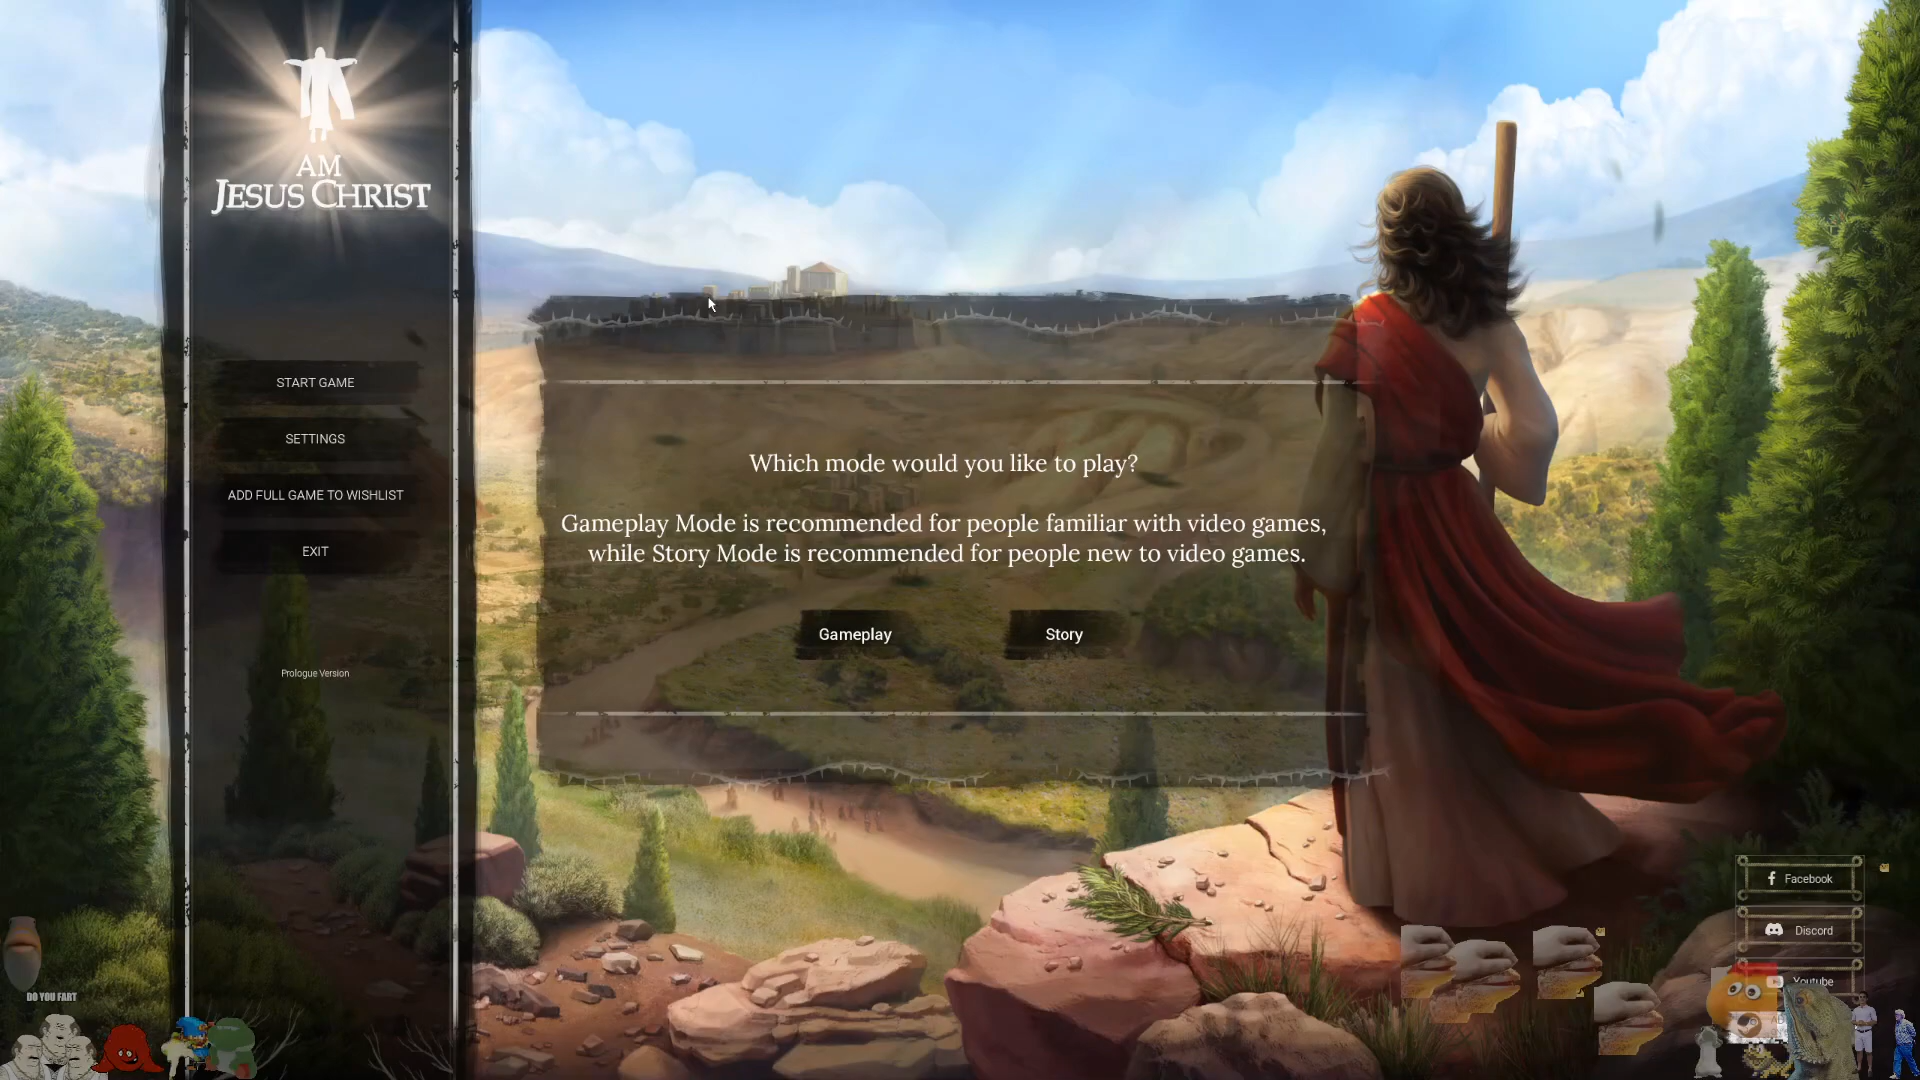 AM
JESUS CHRIST
START GAME
SETTINGS
ADD FULL GAME TO WISHLIST
EXIT
Prologue Version
Which mode would you like to play?
Gameplay Mode is recommended for people familiar with video games,
while Story Mode is recommended for people new to video games.
Gameplay
Story
Facebook
Discord
Youtube
DO YOU FART